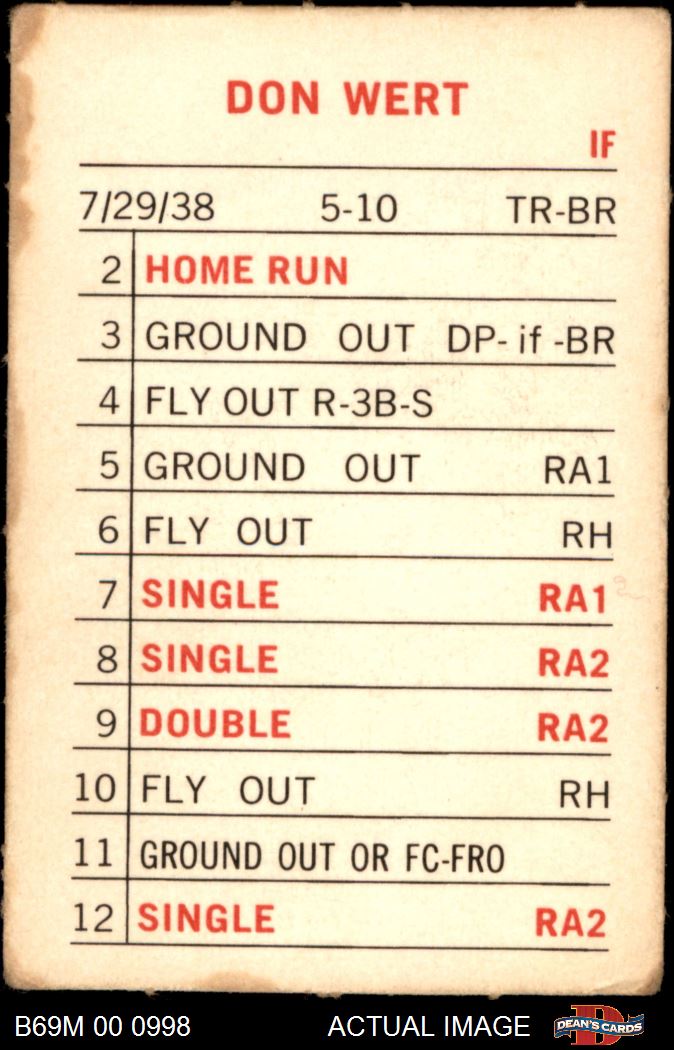 DON WERT
IF
7/29/38 5-10 TR-BR
2 HOME RUN
3 GROUND OUT DP- if -BR
4 FLY OUT R-3B-S
5 GROUND OUT RA1
6 FLY OUT RH
7 SINGLE RA1
8 SINGLE RA2
9 DOUBLE RA2
10 FLY OUT RH
11 GROUND OUT OR FC-FRO
12 SINGLE RA2
B69M 00 0998 ACTUAL IMAGE DEAN'S CARDS